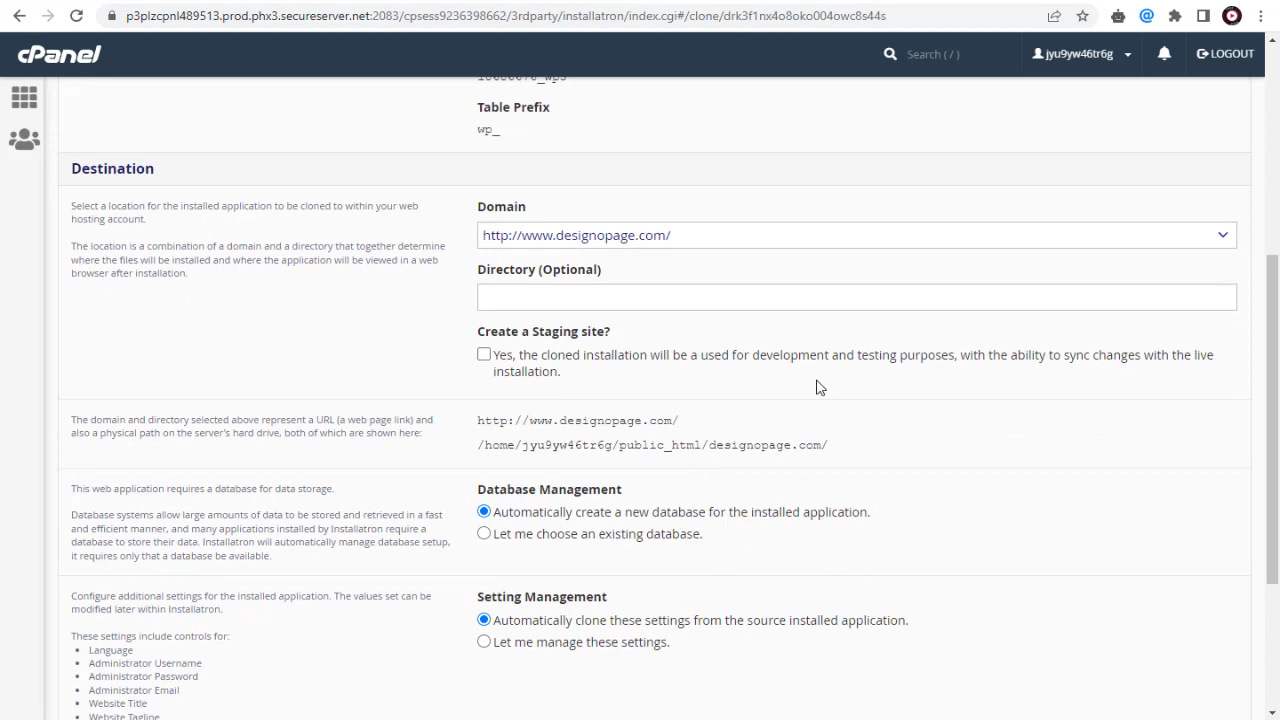 p3plzcpnl489513.prod.phx3.secureserver.net:2083/cpsess9236396662/3rdparty/installatron/index.cgi#/clone/drk3f1nx4o8oko004owc8s44s
cPanel
Search ( / )
jyu9yw46tr6g
LOGOUT
Table Prefix
wp_
Destination
Select a location for the installed application to be cloned to within your web
hosting account.
The location is a combination of a domain and a directory that together determine
where the files will be installed and where the application will be viewed in a web
browser after installation.
Domain
http://www.designopage.com/
Directory (Optional)
Create a Staging site?
Yes, the cloned installation will be a used for development and testing purposes, with the ability to sync changes with the live
installation.
The domain and directory selected above represent a URL (a web page link) and
also a physical path on the server's hard drive, both of which are shown here:
http://www.designopage.com/
/home/jyu9yw46tr6g/public_html/designopage.com/
This web application requires a database for data storage.
Database systems allow large amounts of data to be stored and retrieved in a fast
and efficient manner, and many applications installed by Installatron require a
database to store their data. Installatron will automatically manage database setup,
it requires only that a database be available.
Database Management
Automatically create a new database for the installed application.
Let me choose an existing database.
Configure additional settings for the installed application. The values set can be
modified later within Installatron.
These settings include controls for:
Language
Administrator Username
Administrator Password
Administrator Email
Website Title
Website Tagline
Setting Management
Automatically clone these settings from the source installed application.
Let me manage these settings.